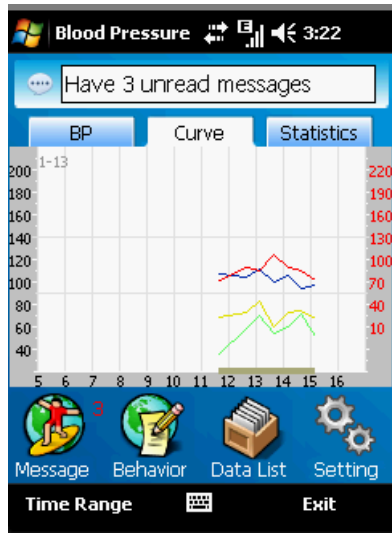 Blood Pressure E 3:22
Have 3 unread messages
BP Curve Statistics
1-13
200 220
180 190
160 160
140 130
120 100
100 70
80 40
60 10
40
5 6 7 8 9 10 11 12 13 14 15 16
3
Message Behavior Data List Setting
Time Range Exit